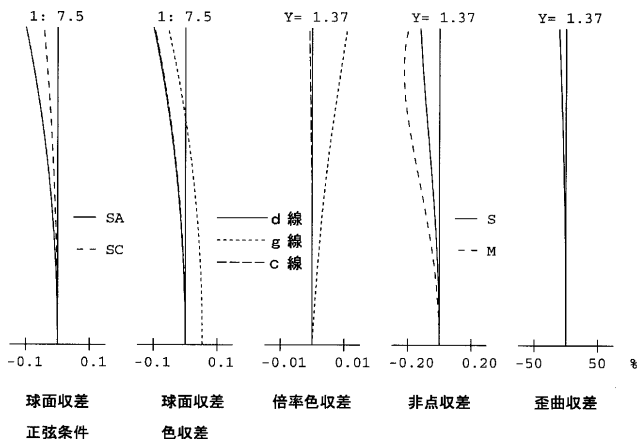 1: 7.5
1: 7.5
Y= 1.37
Y= 1.37
Y= 1.37
SA
SC
d 線
g 線
c 線
S
M
-0.1 0.1
-0.1 0.1
-0.01 0.01
-0.20 0.20
-50 50 %
球面収差
正弦条件
球面収差
色収差
倍率色収差
非点収差
歪曲収差